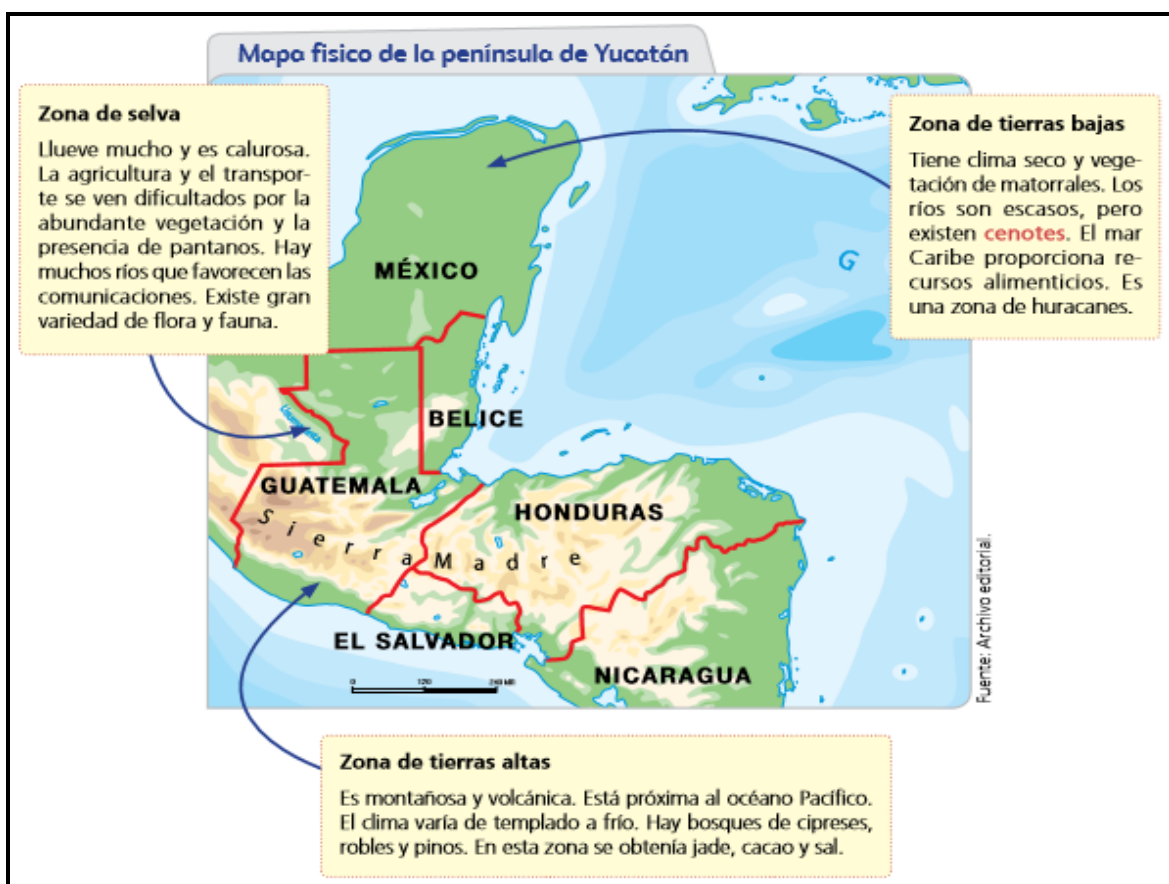 Mapa fisico de la península de Yucatán
Zona de selva
Llueve mucho y es calurosa.
La agricultura y el transpor-
te se ven dificultados por la
abundante vegetación y la
presencia de pantanos. Hay
muchos ríos que favorecen las
comunicaciones. Existe gran
variedad de flora y fauna.
Zona de tierras bajas
Tiene clima seco y vege-
tación de matorrales. Los
ríos son escasos, pero
existen cenotes. El mar
Caribe proporciona re-
cursos alimenticios. Es
una zona de huracanes.
MÉXICO
G
BELICE
Usumacinta
GUATEMALA
HONDURAS
Sierra Madre
EL SALVADOR
NICARAGUA
0 120 240 km
Fuente: Archivo editorial.
Zona de tierras altas
Es montañosa y volcánica. Está próxima al océano Pacífico.
El clima varía de templado a frío. Hay bosques de cipreses,
robles y pinos. En esta zona se obtenía jade, cacao y sal.